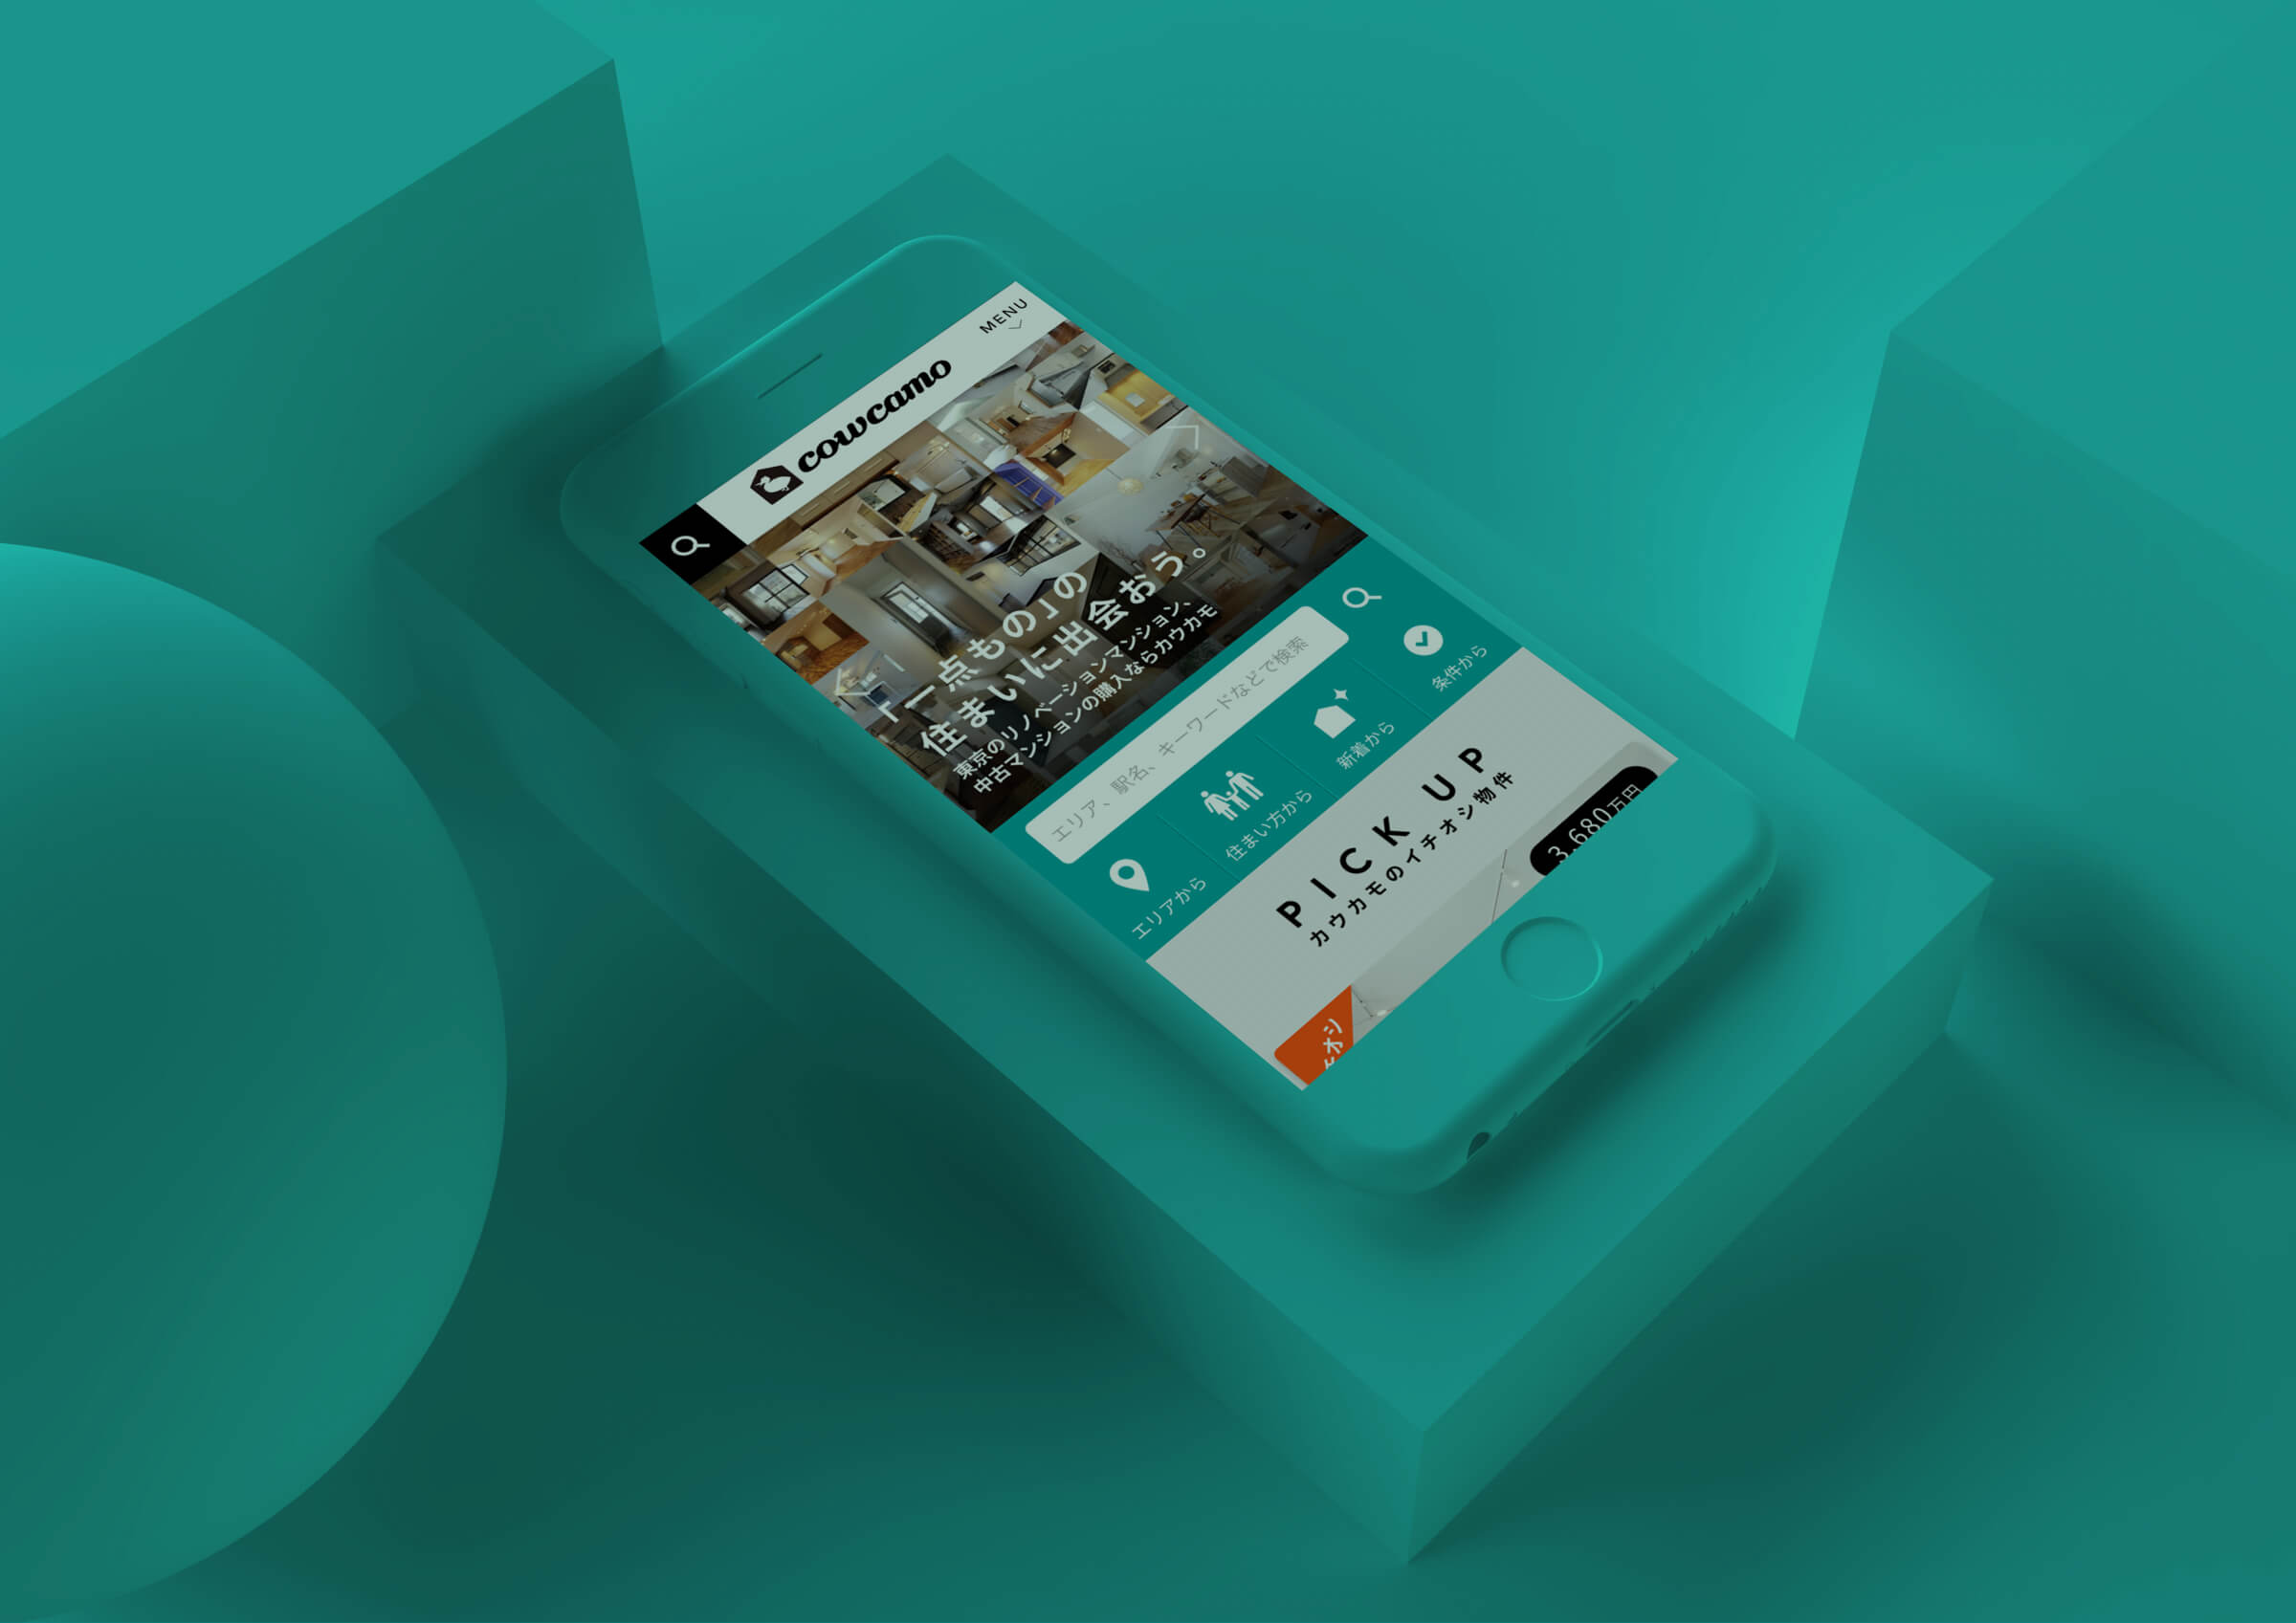 MENU
cowcamo
「一点もの」の
住まいに出会おう。
東京のリノベーションマンション、
中古マンションの購入ならカウカモ
エリア、駅名、キーワードなどで検索
エリアから
住まい方から
新着から
条件から
PICK UP
カウカモのイチオシ物件
3,680万円